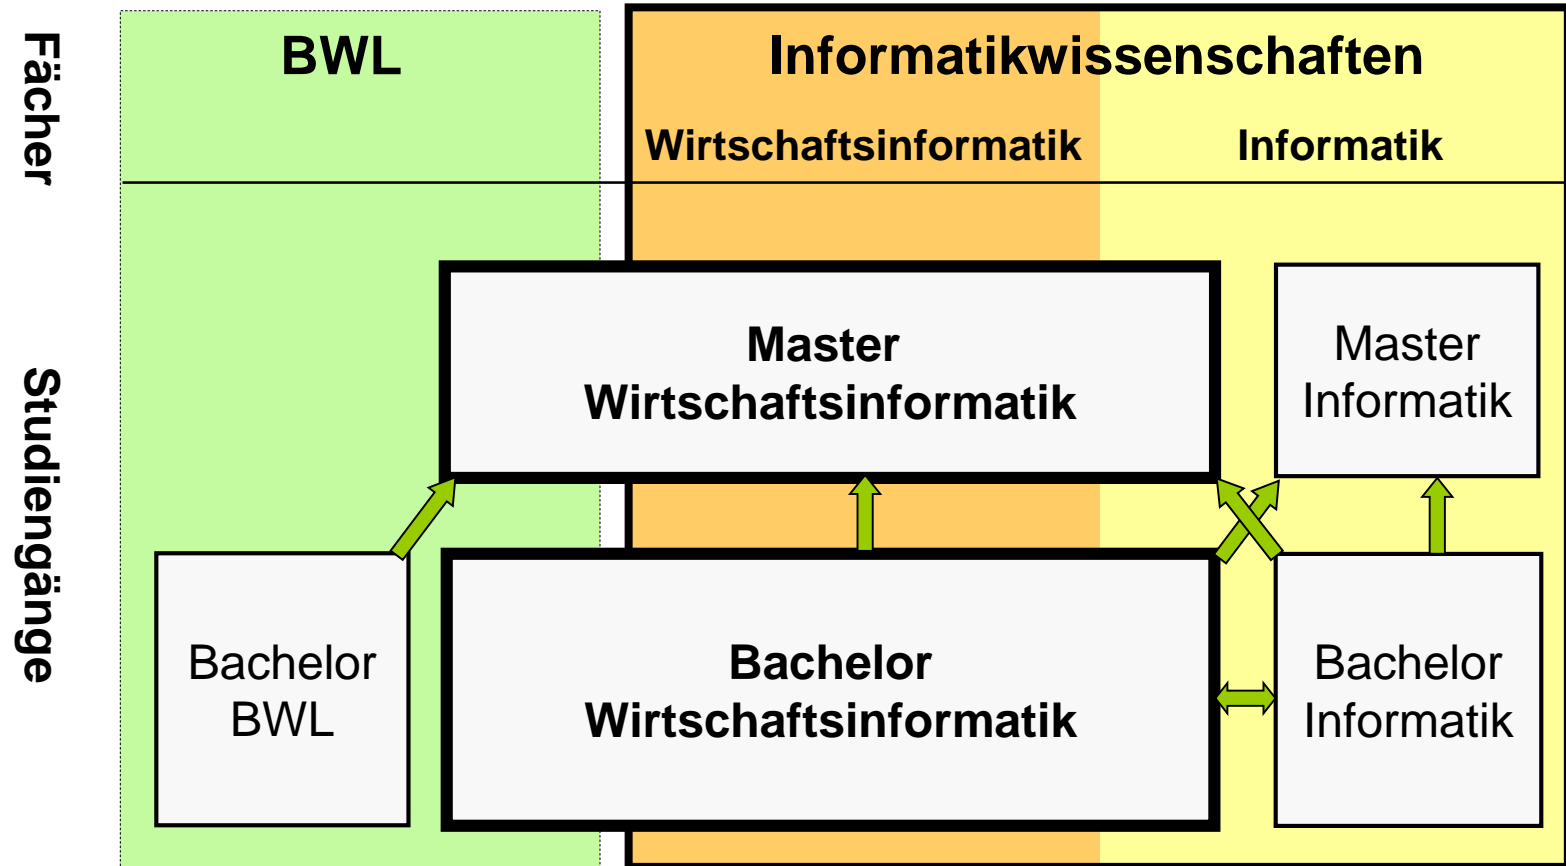 Fächer
BWL
Informatikwissenschaften
Wirtschaftsinformatik
Informatik
Studiengänge
Master
Wirtschaftsinformatik
Master
Informatik
Bachelor
BWL
Bachelor
Wirtschaftsinformatik
Bachelor
Informatik